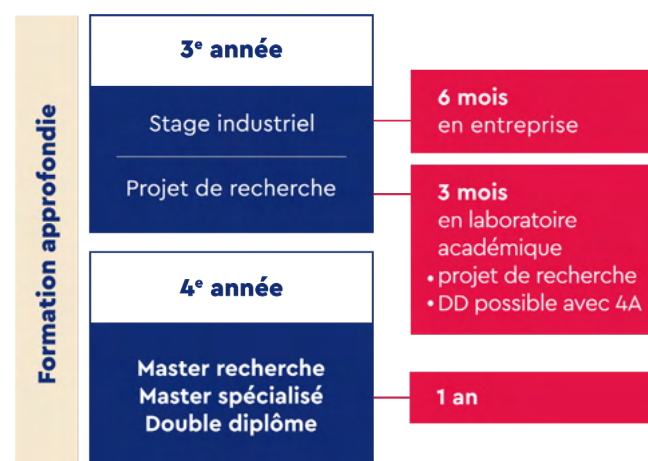 Formation approfondie
3e année
Stage industriel
6 mois
en entreprise
Projet de recherche
3 mois
en laboratoire
académique
• projet de recherche
• DD possible avec 4A
4e année
Master recherche
Master spécialisé
Double diplôme
1 an